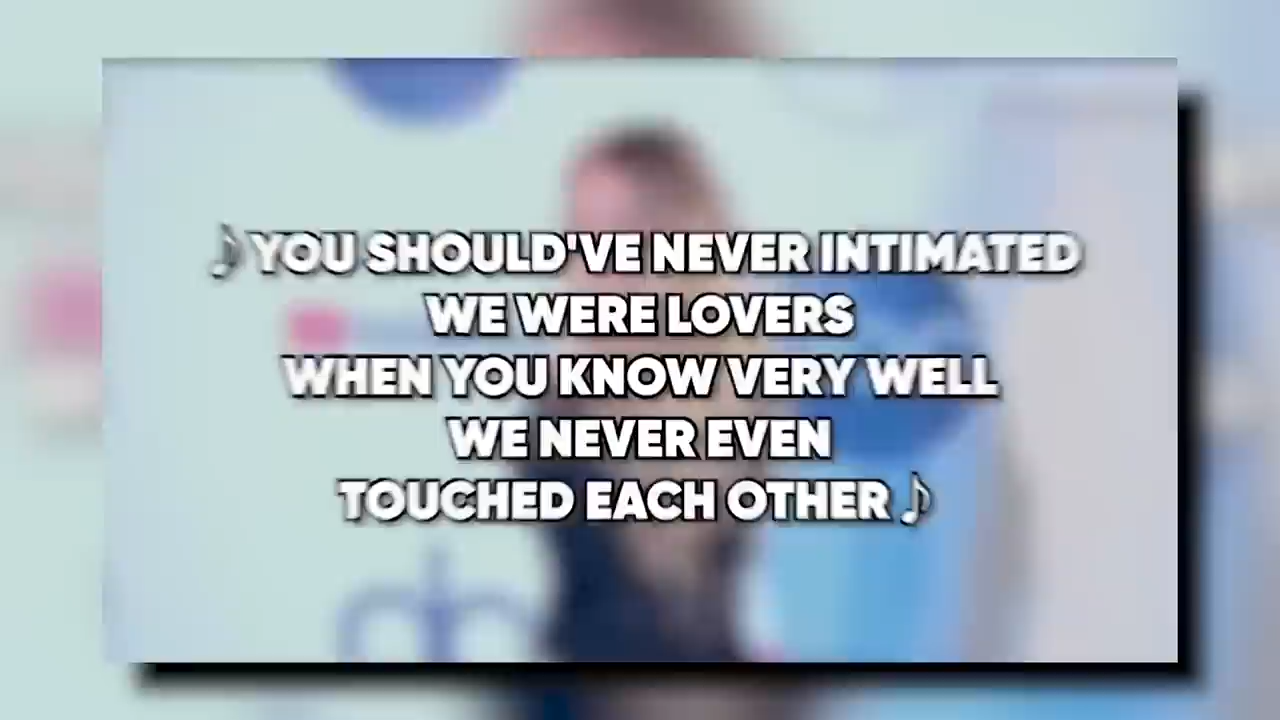 ♪ YOU SHOULD'VE NEVER INTIMATED
WE WERE LOVERS
WHEN YOU KNOW VERY WELL
WE NEVER EVEN
TOUCHED EACH OTHER ♪